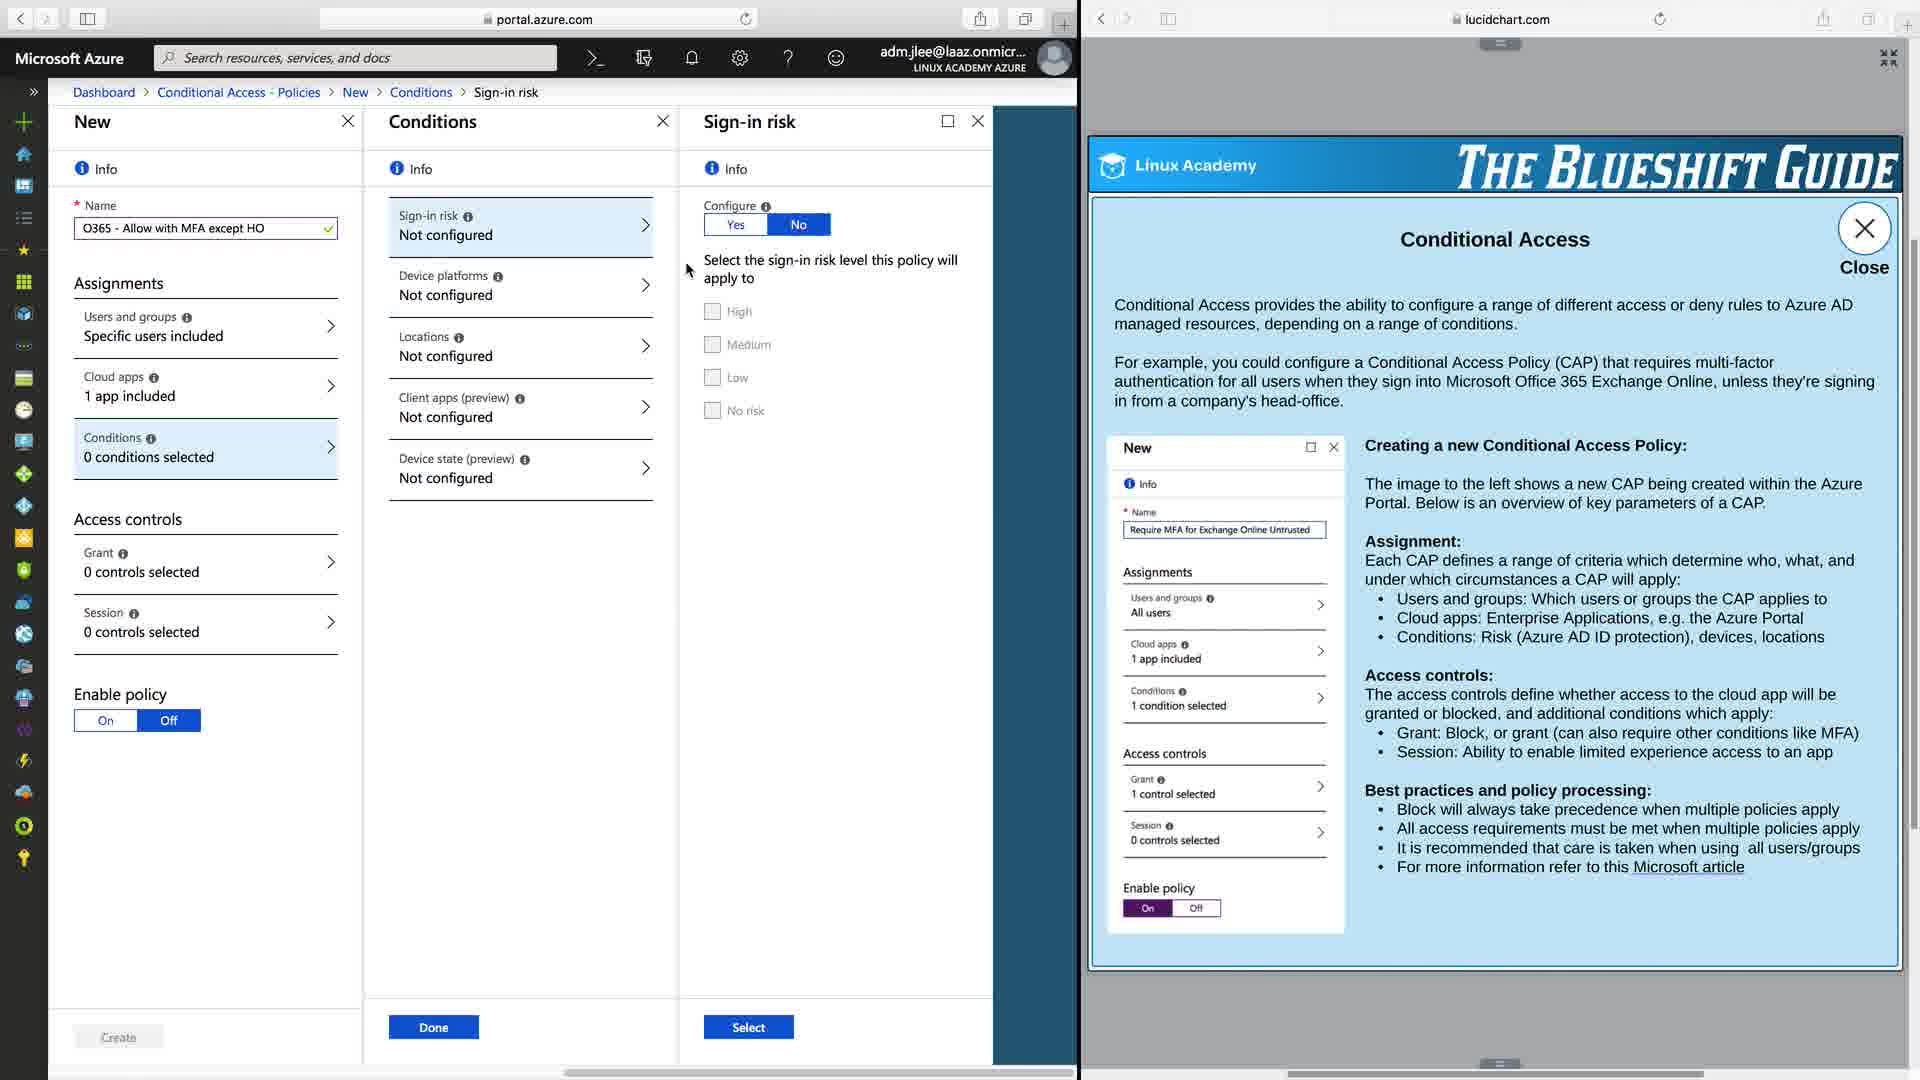 portal.azure.com
Microsoft Azure
Search resources, services, and docs
adm.jlee@laaz.onmicr...
LINUX ACADEMY AZURE
Dashboard > Conditional Access - Policies > New > Conditions > Sign-in risk
New
Info
* Name
O365 - Allow with MFA except HO
Assignments
Users and groups
Specific users included
Cloud apps
1 app included
Conditions
0 conditions selected
Access controls
Grant
0 controls selected
Session
0 controls selected
Enable policy
On Off
Create
Conditions
Info
Sign-in risk
Not configured
Device platforms
Not configured
Locations
Not configured
Client apps (preview)
Not configured
Device state (preview)
Not configured
Done
Sign-in risk
Info
Configure
Yes No
Select the sign-in risk level this policy will
apply to
High
Medium
Low
No risk
Select
lucidchart.com
Linux Academy
THE BLUESHIFT GUIDE
Conditional Access
Close
Conditional Access provides the ability to configure a range of different access or deny rules to Azure AD
managed resources, depending on a range of conditions.
For example, you could configure a Conditional Access Policy (CAP) that requires multi-factor
authentication for all users when they sign into Microsoft Office 365 Exchange Online, unless they're signing
in from a company's head-office.
New
Info
* Name
Require MFA for Exchange Online Untrusted
Assignments
Users and groups
All users
Cloud apps
1 app included
Conditions
1 condition selected
Access controls
Grant
1 control selected
Session
0 controls selected
Enable policy
On Off
Creating a new Conditional Access Policy:
The image to the left shows a new CAP being created within the Azure
Portal. Below is an overview of key parameters of a CAP.
Assignment:
Each CAP defines a range of criteria which determine who, what, and
under which circumstances a CAP will apply:
• Users and groups: Which users or groups the CAP applies to
• Cloud apps: Enterprise Applications, e.g. the Azure Portal
• Conditions: Risk (Azure AD ID protection), devices, locations
Access controls:
The access controls define whether access to the cloud app will be
granted or blocked, and additional conditions which apply:
• Grant: Block, or grant (can also require other conditions like MFA)
• Session: Ability to enable limited experience access to an app
Best practices and policy processing:
• Block will always take precedence when multiple policies apply
• All access requirements must be met when multiple policies apply
• It is recommended that care is taken when using all users/groups
• For more information refer to this Microsoft article